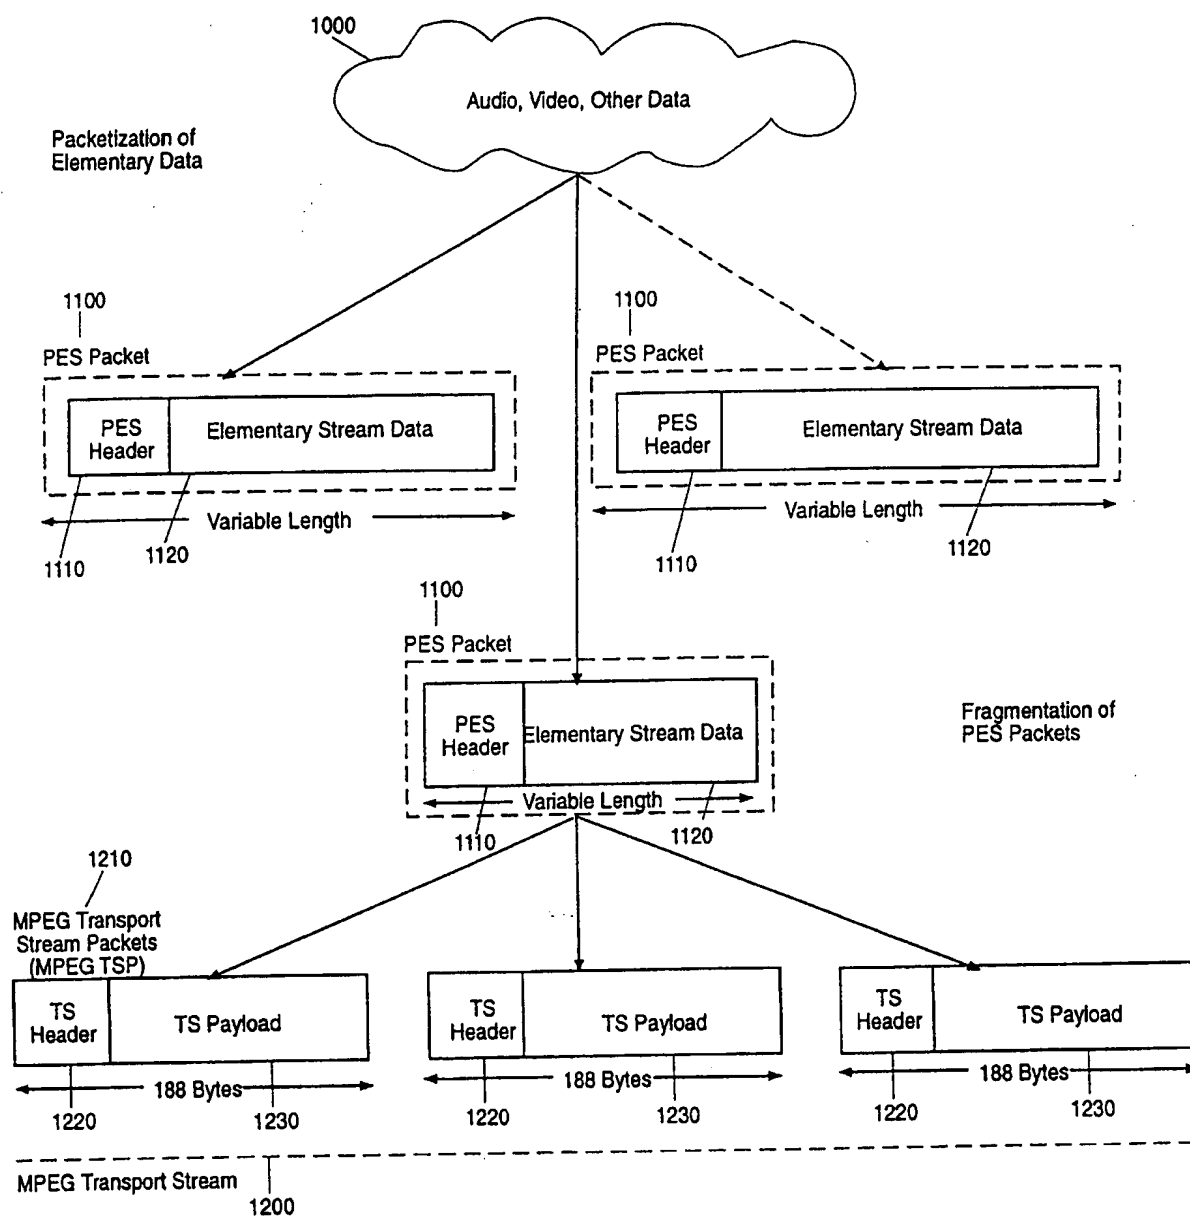 1000
Audio, Video, Other Data
Packetization of
Elementary Data
1100
PES Packet
PES
Header
Elementary Stream Data
Variable Length
1110
1120
1100
PES Packet
PES
Header
Elementary Stream Data
Variable Length
1110
1120
1100
PES Packet
PES
Header
Elementary Stream Data
Variable Length
1110
1120
Fragmentation of
PES Packets
1210
MPEG Transport
Stream Packets
(MPEG TSP)
TS
Header
TS Payload
188 Bytes
1220
1230
TS
Header
TS Payload
188 Bytes
1220
1230
TS
Header
TS Payload
188 Bytes
1220
1230
MPEG Transport Stream
1200